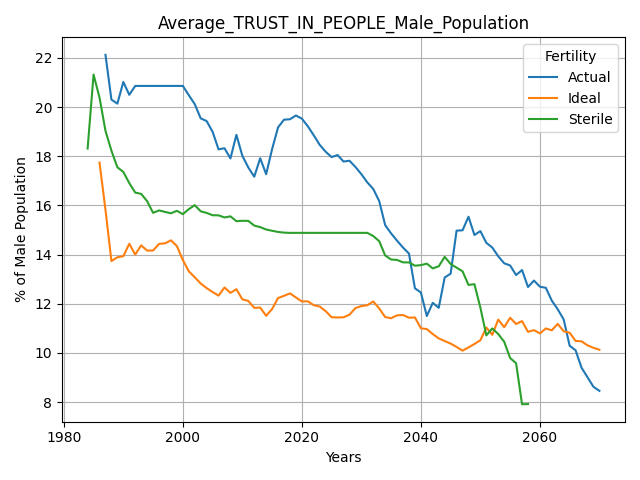 Average_TRUST_IN_PEOPLE_Male_Population
Fertility
Actual
Ideal
Sterile
% of Male Population
22
20
18
16
14
12
10
8
1980 2000 2020 2040 2060
Years